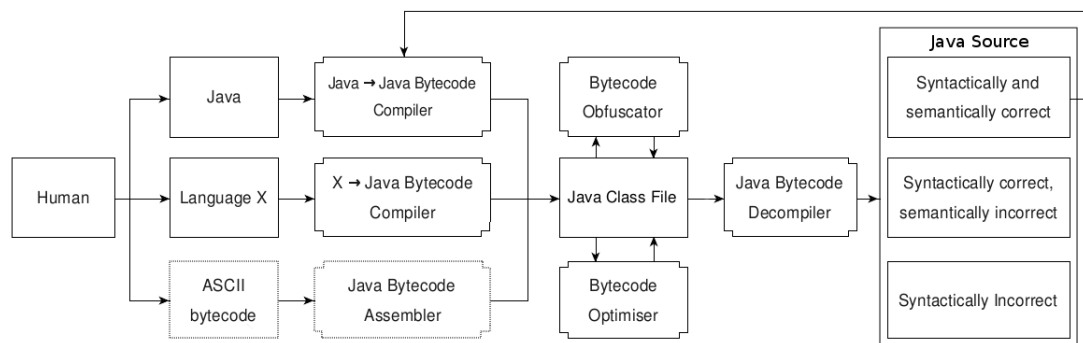 Java Source
Java
Java → Java Bytecode
Compiler
Bytecode
Obfuscator
Syntactically and
semantically correct
Human
Language X
X → Java Bytecode
Compiler
Java Class File
Java Bytecode
Decompiler
Syntactically correct,
semantically incorrect
ASCII
bytecode
Java Bytecode
Assembler
Bytecode
Optimiser
Syntactically Incorrect